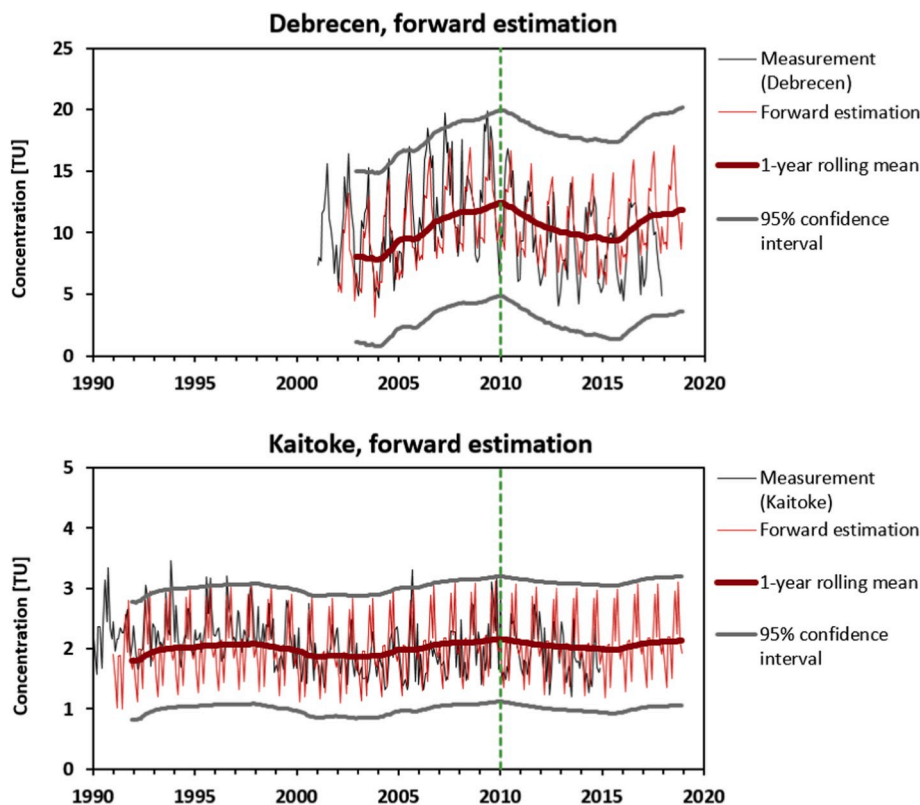 Debrecen, forward estimation
Concentration [TU]
25
20
15
10
5
0
1990
1995
2000
2005
2010
2015
2020
Measurement
(Debrecen)
Forward estimation
1-year rolling mean
95% confidence
interval
Kaitoke, forward estimation
Concentration [TU]
5
4
3
2
1
0
1990
1995
2000
2005
2010
2015
2020
Measurement
(Kaitoke)
Forward estimation
1-year rolling mean
95% confidence
interval